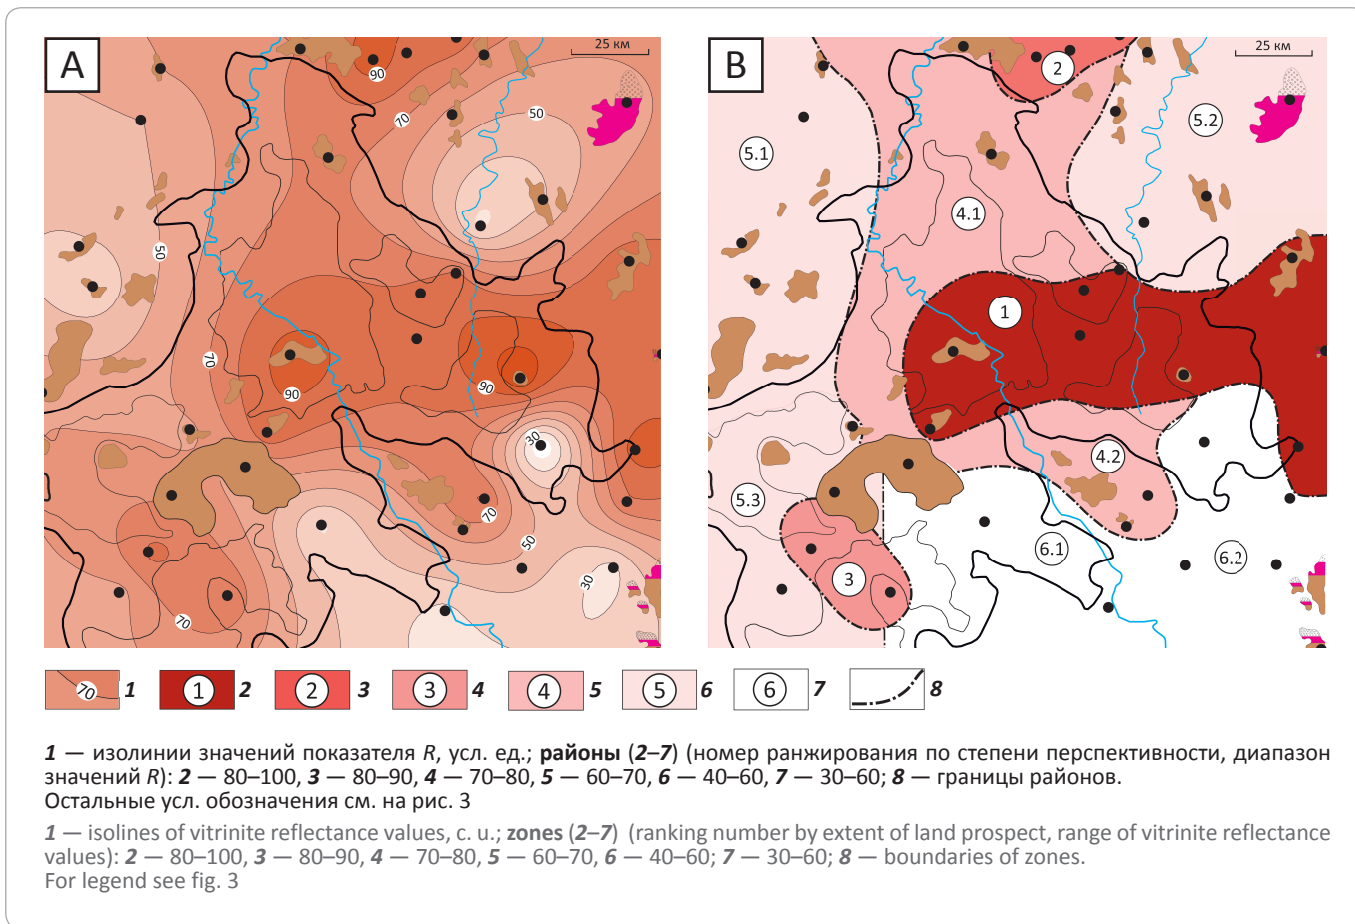 A
25 км
90
70
50
50
70
90
90
30
70
50
30
70
B
25 км
2
5.1
5.2
4.1
1
4.2
5.3
6.1
6.2
3
70 1 1 2 2 3 3 4 4 5 5 6 6 7 8
1 — изолинии значений показателя R, усл. ед.; районы (2–7) (номер ранжирования по степени перспективности, диапазон
значений R): 2 — 80–100, 3 — 80–90, 4 — 70–80, 5 — 60–70, 6 — 40–60, 7 — 30–60; 8 — границы районов.
Остальные усл. обозначения см. на рис. 3
1 — isolines of vitrinite reflectance values, c. u.; zones (2–7) (ranking number by extent of land prospect, range of vitrinite reflectance
values): 2 — 80–100, 3 — 80–90, 4 — 70–80, 5 — 60–70, 6 — 40–60; 7 — 30–60; 8 — boundaries of zones.
For legend see fig. 3